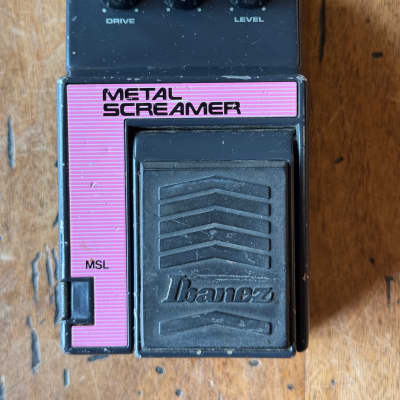 DRIVE LEVEL
METAL
SCREAMER
MSL
Ibanez